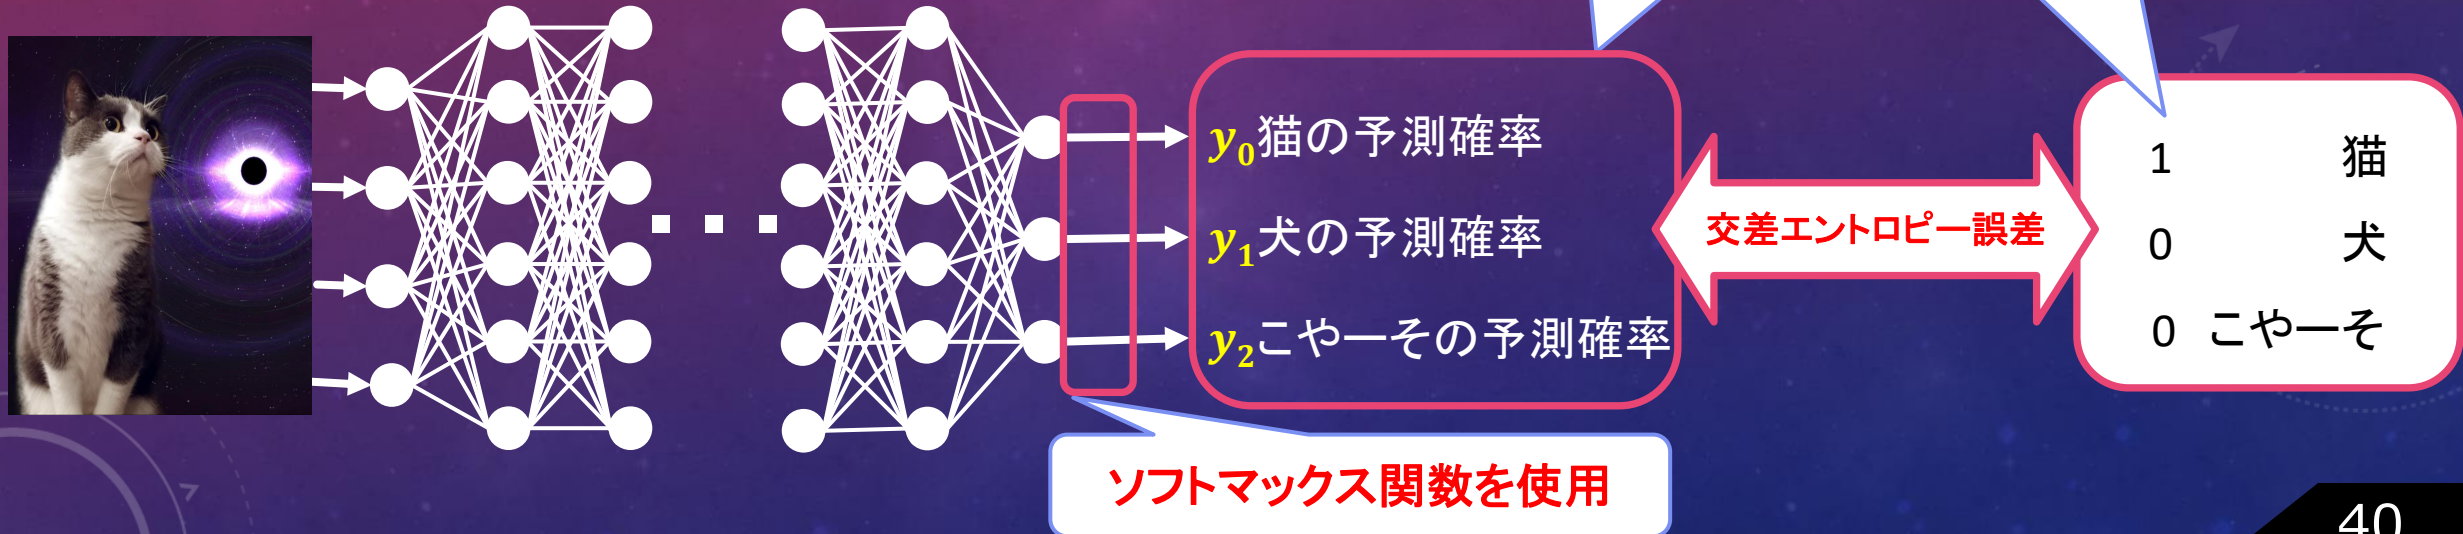 y₀猫の予測確率
y₁犬の予測確率
y₂こやーその予測確率
交差エントロピー誤差
1 猫
0 犬
0 こやーそ
ソフトマックス関数を使用
40